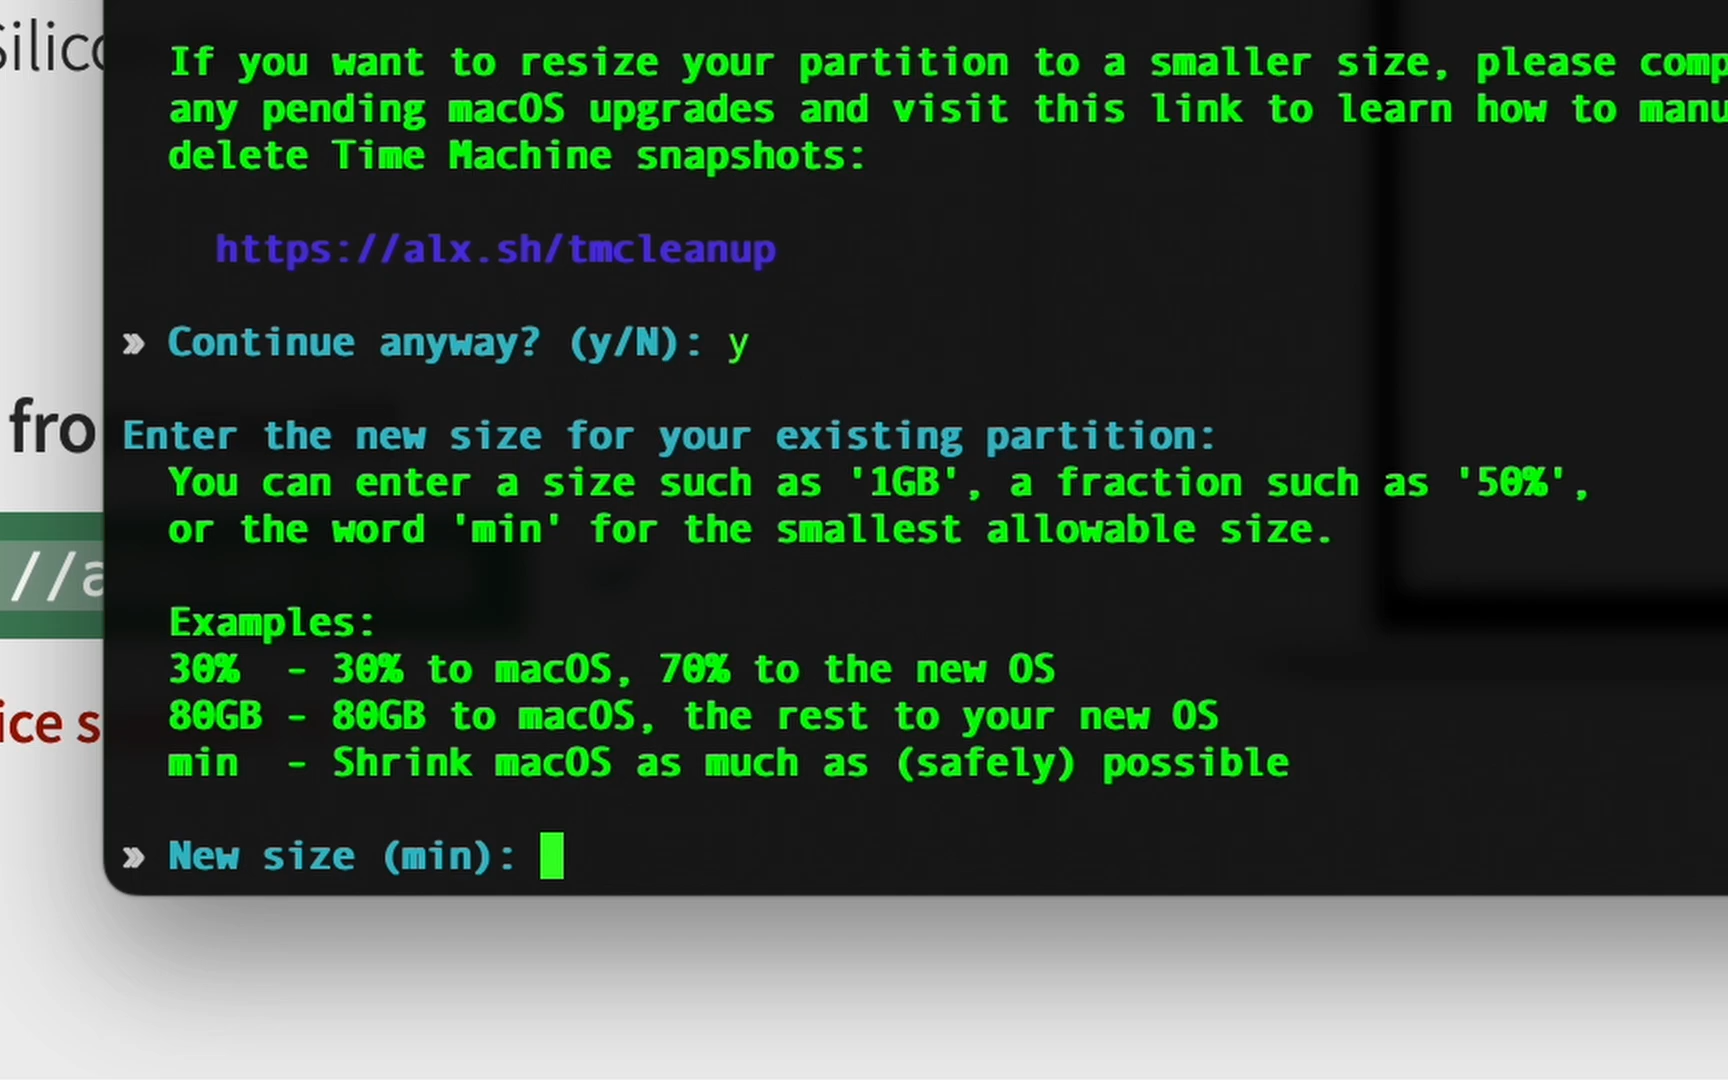 If you want to resize your partition to a smaller size, please comp
any pending macOS upgrades and visit this link to learn how to manu
delete Time Machine snapshots:
https://alx.sh/tmcleanup
» Continue anyway? (y/N): y
Enter the new size for your existing partition:
You can enter a size such as '1GB', a fraction such as '50%',
or the word 'min' for the smallest allowable size.
Examples:
30%  - 30% to macOS, 70% to the new OS
80GB - 80GB to macOS, the rest to your new OS
min  - Shrink macOS as much as (safely) possible
» New size (min):
Silico
fro
//a
ice s